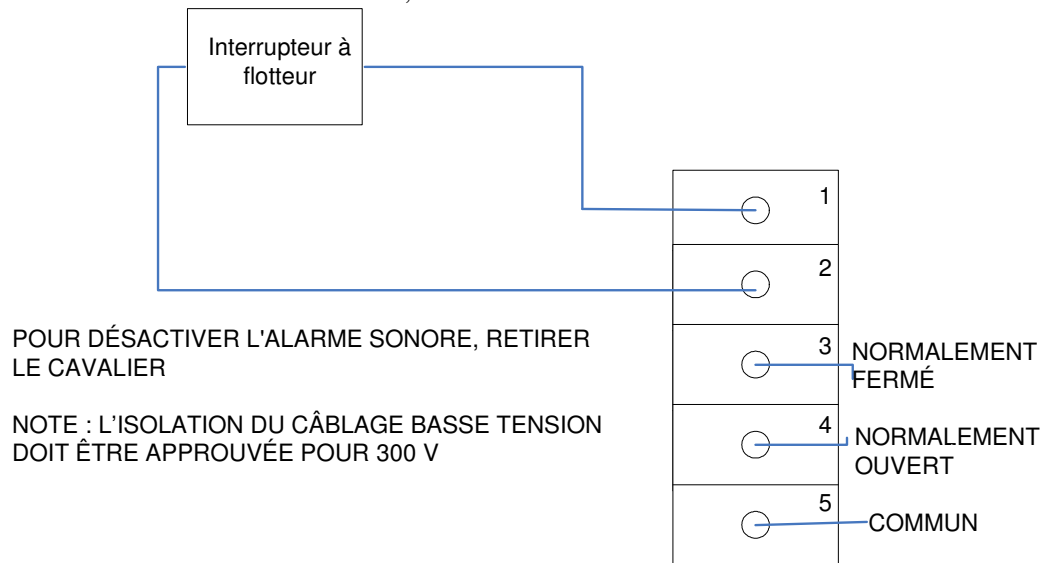 Interrupteur à
flotteur
1
2
POUR DÉSACTIVER L'ALARME SONORE, RETIRER
LE CAVALIER
3
NORMALEMENT
FERMÉ
NOTE : L’ISOLATION DU CÂBLAGE BASSE TENSION
DOIT ÊTRE APPROUVÉE POUR 300 V
4
NORMALEMENT
OUVERT
5
COMMUN